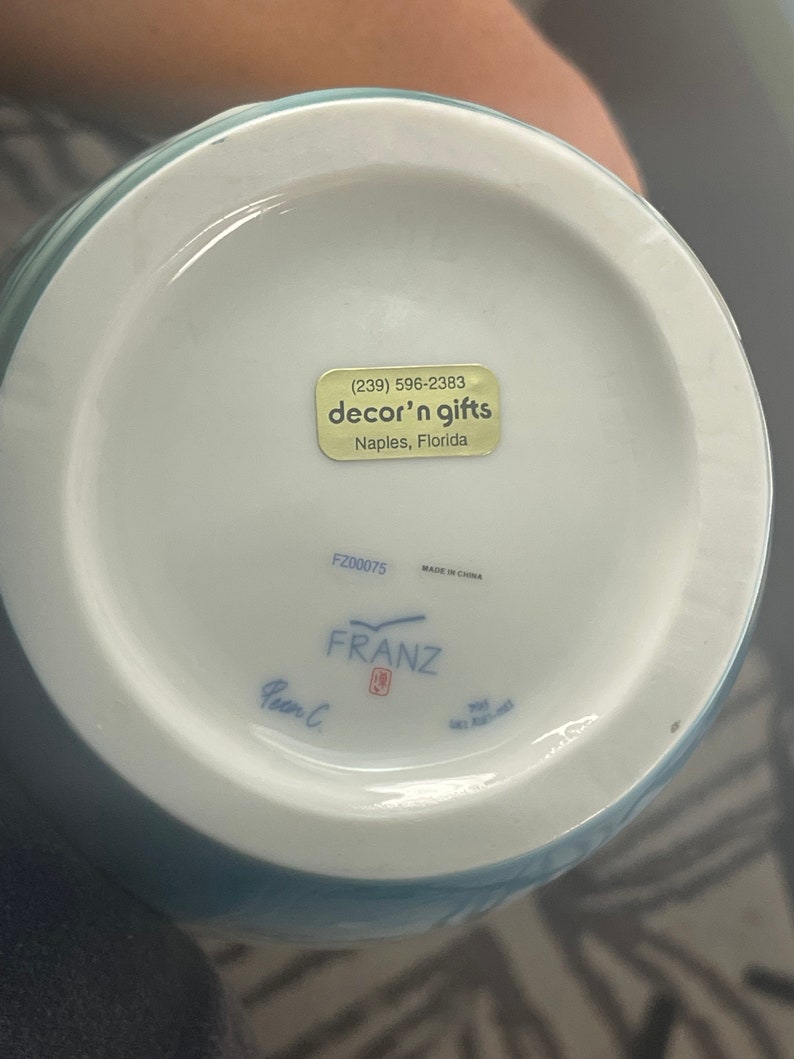 (239) 596-2383
decor'n gifts
Naples, Florida
FZ00075
MADE IN CHINA
FRANZ